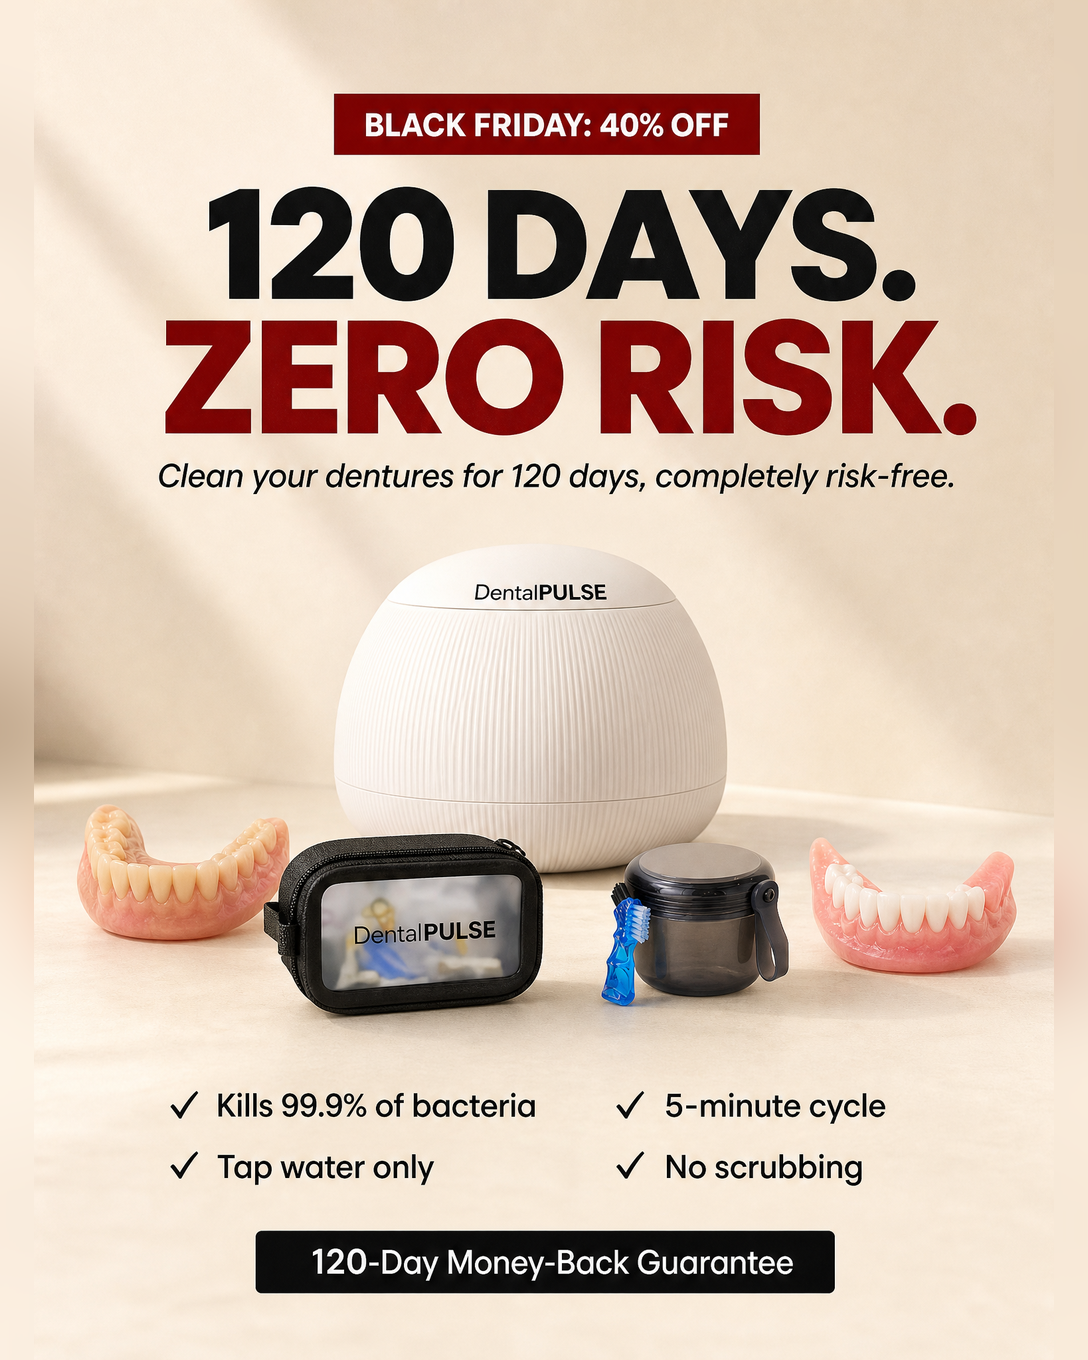 BLACK FRIDAY: 40% OFF
120 DAYS.
ZERO RISK.
Clean your dentures for 120 days, completely risk-free.
DentalPULSE
DentalPULSE
✓ Kills 99.9% of bacteria
✓ 5-minute cycle
✓ Tap water only
✓ No scrubbing
120-Day Money-Back Guarantee